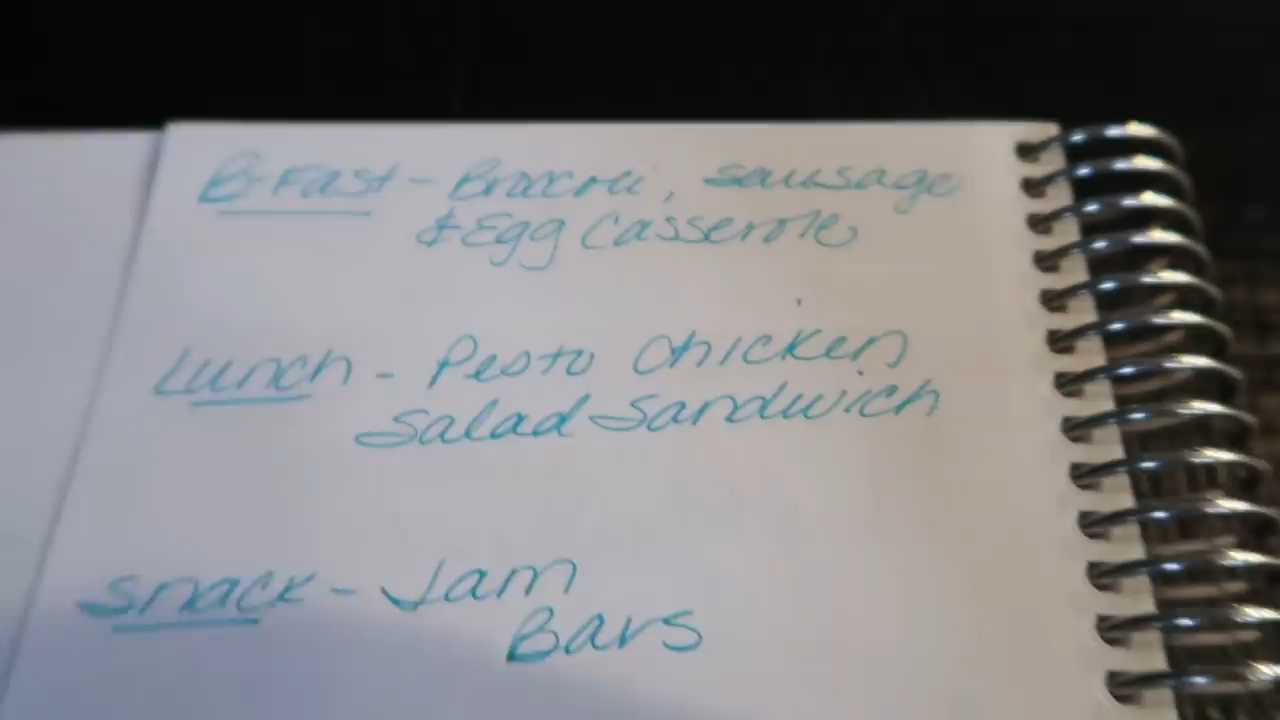 B-Fast - Broccoli, Sausage
& Egg Casserole
Lunch - Pesto Chicken
Salad Sandwich
Snack - Jam
Bars